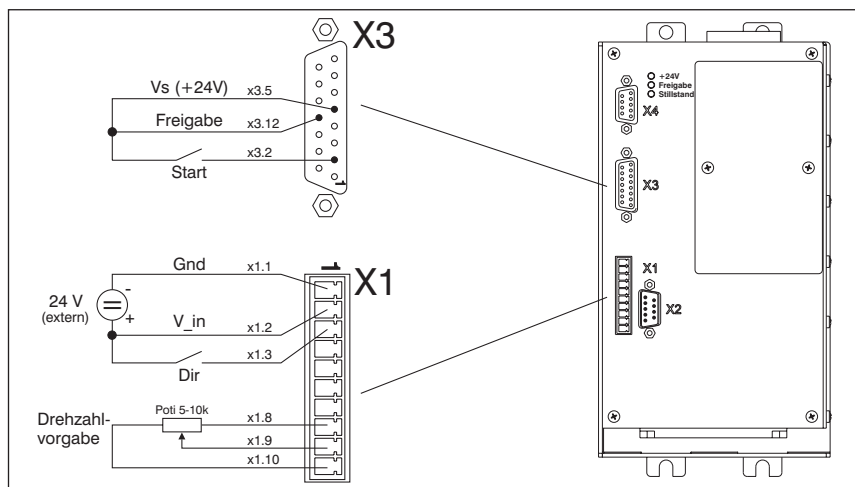 X3
Vs (+24V) x3.5
Freigabe x3.12
x3.2
Start
1
1
X1
Gnd x1.1
24 V
(extern)
-
+
V_in x1.2
x1.3
Dir
Drehzahl-
vorgabe
Poti 5-10k x1.8
x1.9
x1.10
+24V
Freigabe
Stillstand
X4
X3
X1
X2